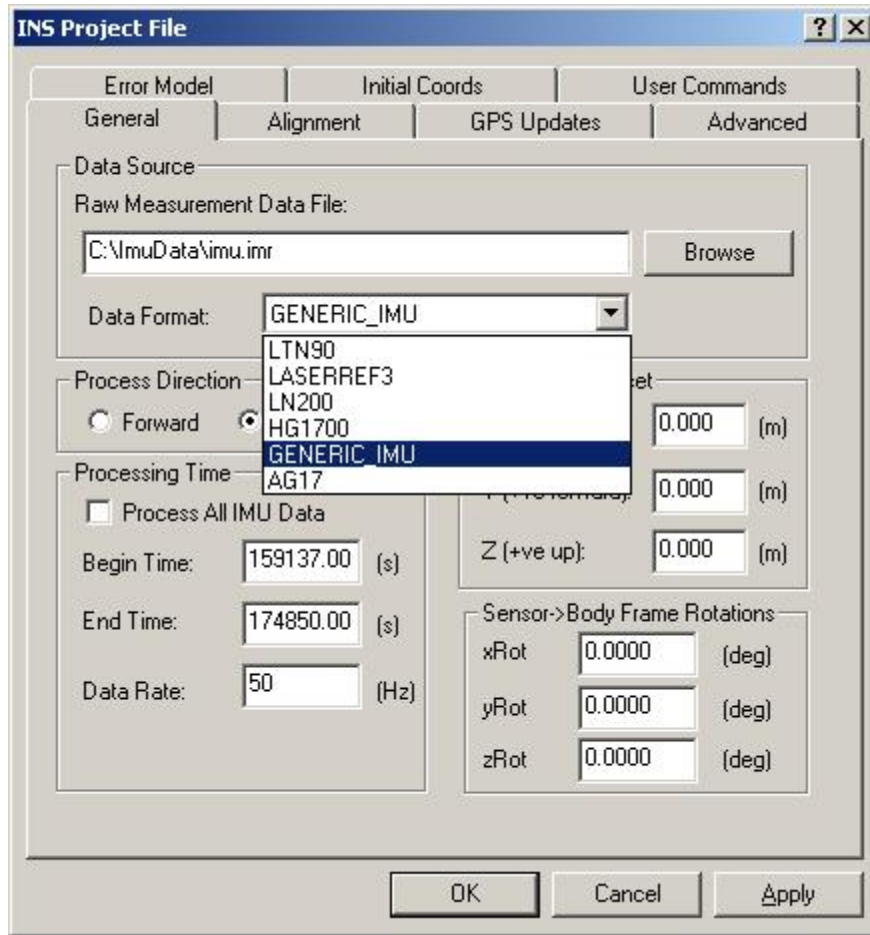 INS Project File
Error Model Initial Coords User Commands
General Alignment GPS Updates Advanced
Data Source
Raw Measurement Data File:
C:\ImuData\imu.imr Browse
Data Format: GENERIC_IMU
LTN90
LASERREF3
LN200
HG1700
GENERIC_IMU
AG17
Process Direction
Forward
0.000 (m)
Processing Time
0.000 (m)
Process All IMU Data
Z (+ve up): 0.000 (m)
Begin Time: 159137.00 (s)
End Time: 174850.00 (s)
Data Rate: 50 (Hz)
Sensor->Body Frame Rotations
xRot 0.0000 (deg)
yRot 0.0000 (deg)
zRot 0.0000 (deg)
OK Cancel Apply